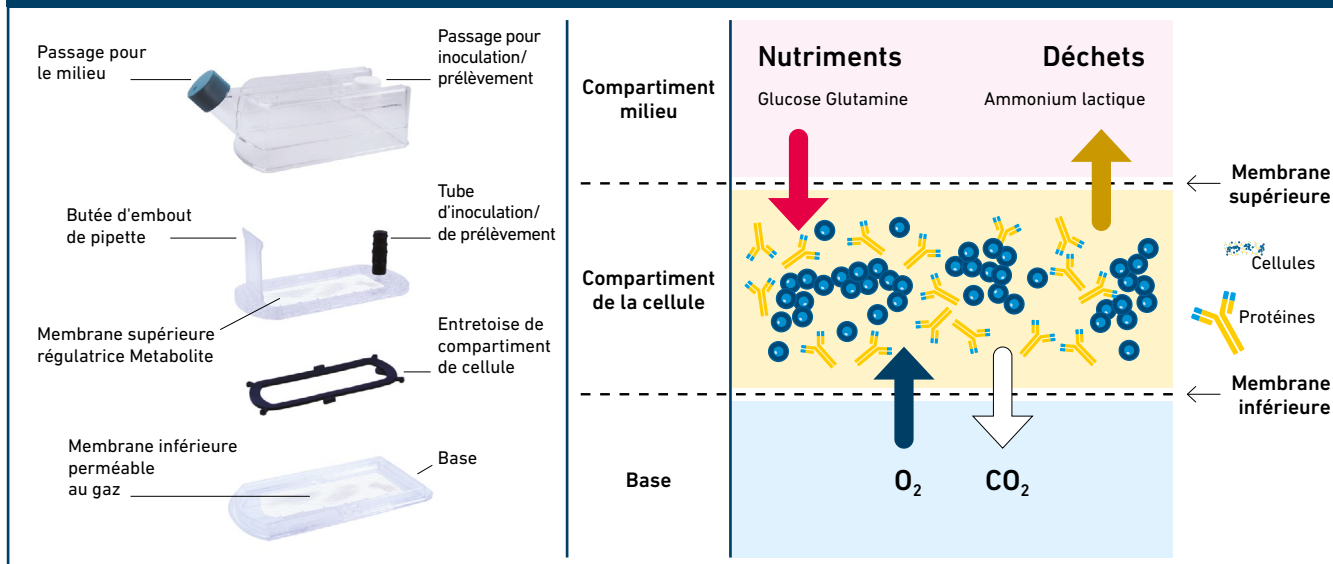 Passage pour
le milieu
Passage pour
inoculation/
prélèvement
Butée d'embout
de pipette
Tube
d'inoculation/
de prélèvement
Membrane supérieure
régulatrice Metabolite
Entretoise de
compartiment
de cellule
Membrane inférieure
perméable
au gaz
Base
Compartiment
milieu
Compartiment
de la cellule
Base
Nutriments
Glucose Glutamine
Déchets
Ammonium lactique
O₂
CO₂
Membrane
supérieure
Cellules
Protéines
Membrane
inférieure